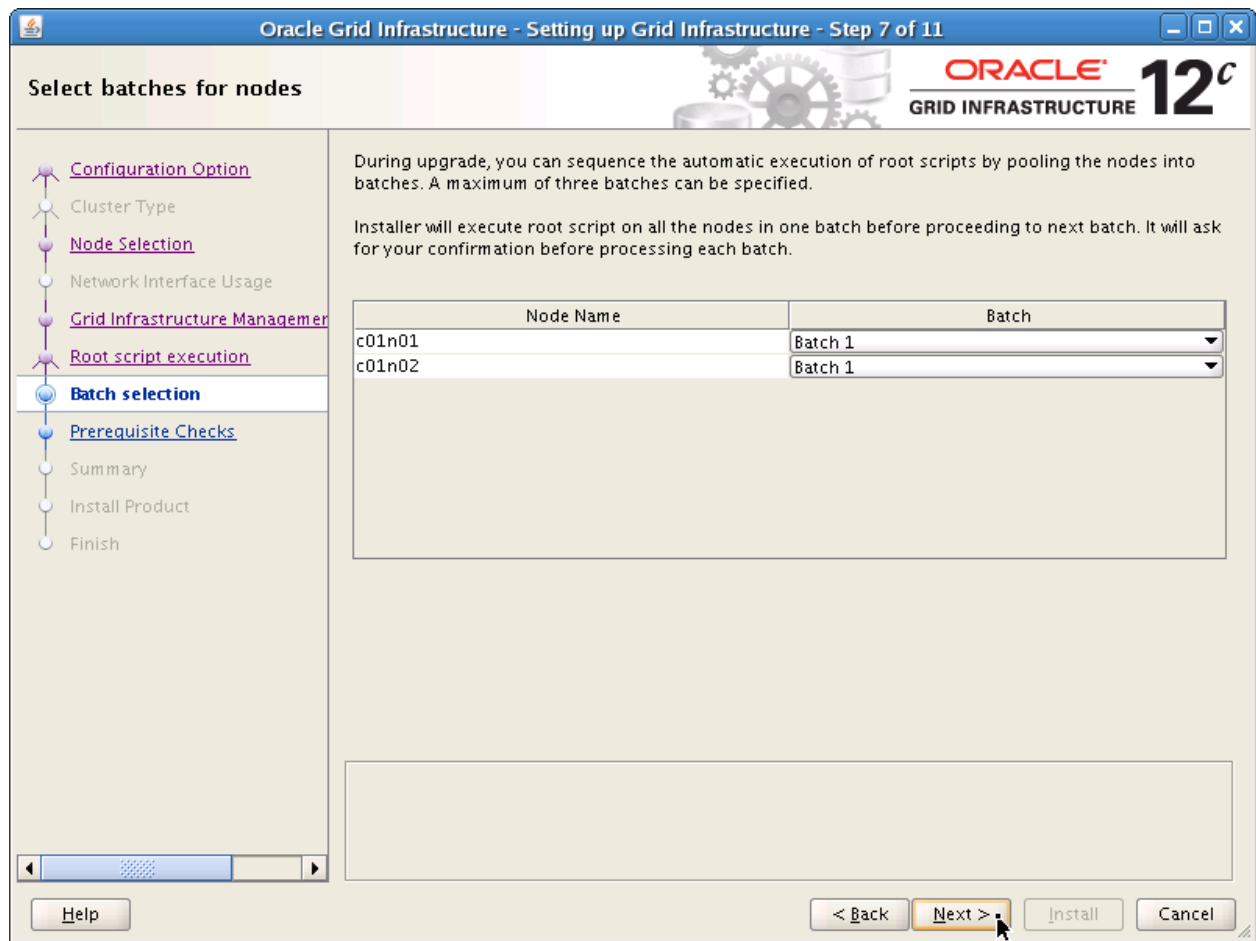 Oracle Grid Infrastructure - Setting up Grid Infrastructure - Step 7 of 11
Select batches for nodes
ORACLE
GRID INFRASTRUCTURE
12c
Configuration Option
Cluster Type
Node Selection
Network Interface Usage
Grid Infrastructure Managemer
Root script execution
Batch selection
Prerequisite Checks
Summary
Install Product
Finish
During upgrade, you can sequence the automatic execution of root scripts by pooling the nodes into
batches. A maximum of three batches can be specified.
Installer will execute root script on all the nodes in one batch before proceeding to next batch. It will ask
for your confirmation before processing each batch.
Node Name Batch
c01n01 Batch 1
c01n02 Batch 1
Help < Back Next > Install Cancel